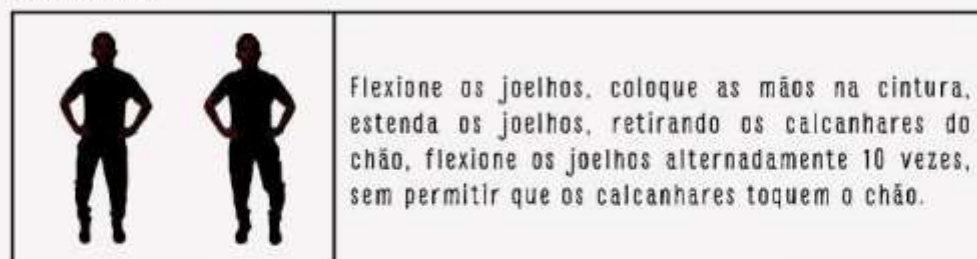 Flexione os joelhos, coloque as mãos na cintura,
estenda os joelhos, retirando os calcanhares do
chão, flexione os joelhos alternadamente 10 vezes,
sem permitir que os calcanhares toquem o chão.